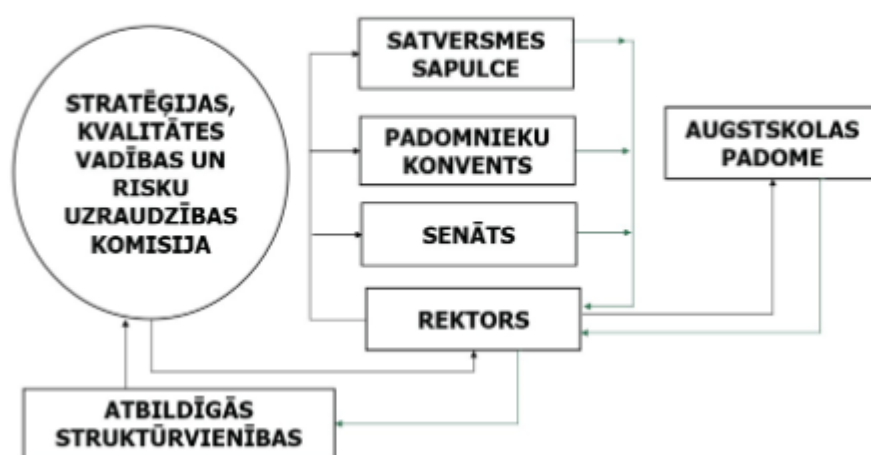 STRATĒĢIJAS,
KVALITĀTES
VADĪBAS UN
RISKU
UZRAUDZĪBAS
KOMISIJA
SATVERSMES
SAPULCE
PADOMNIEKU
KONVENTS
SENĀTS
REKTORS
AUGSTSKOLAS
PADOME
ATBILDĪGĀS
STRUKTŪRVIENĪBAS